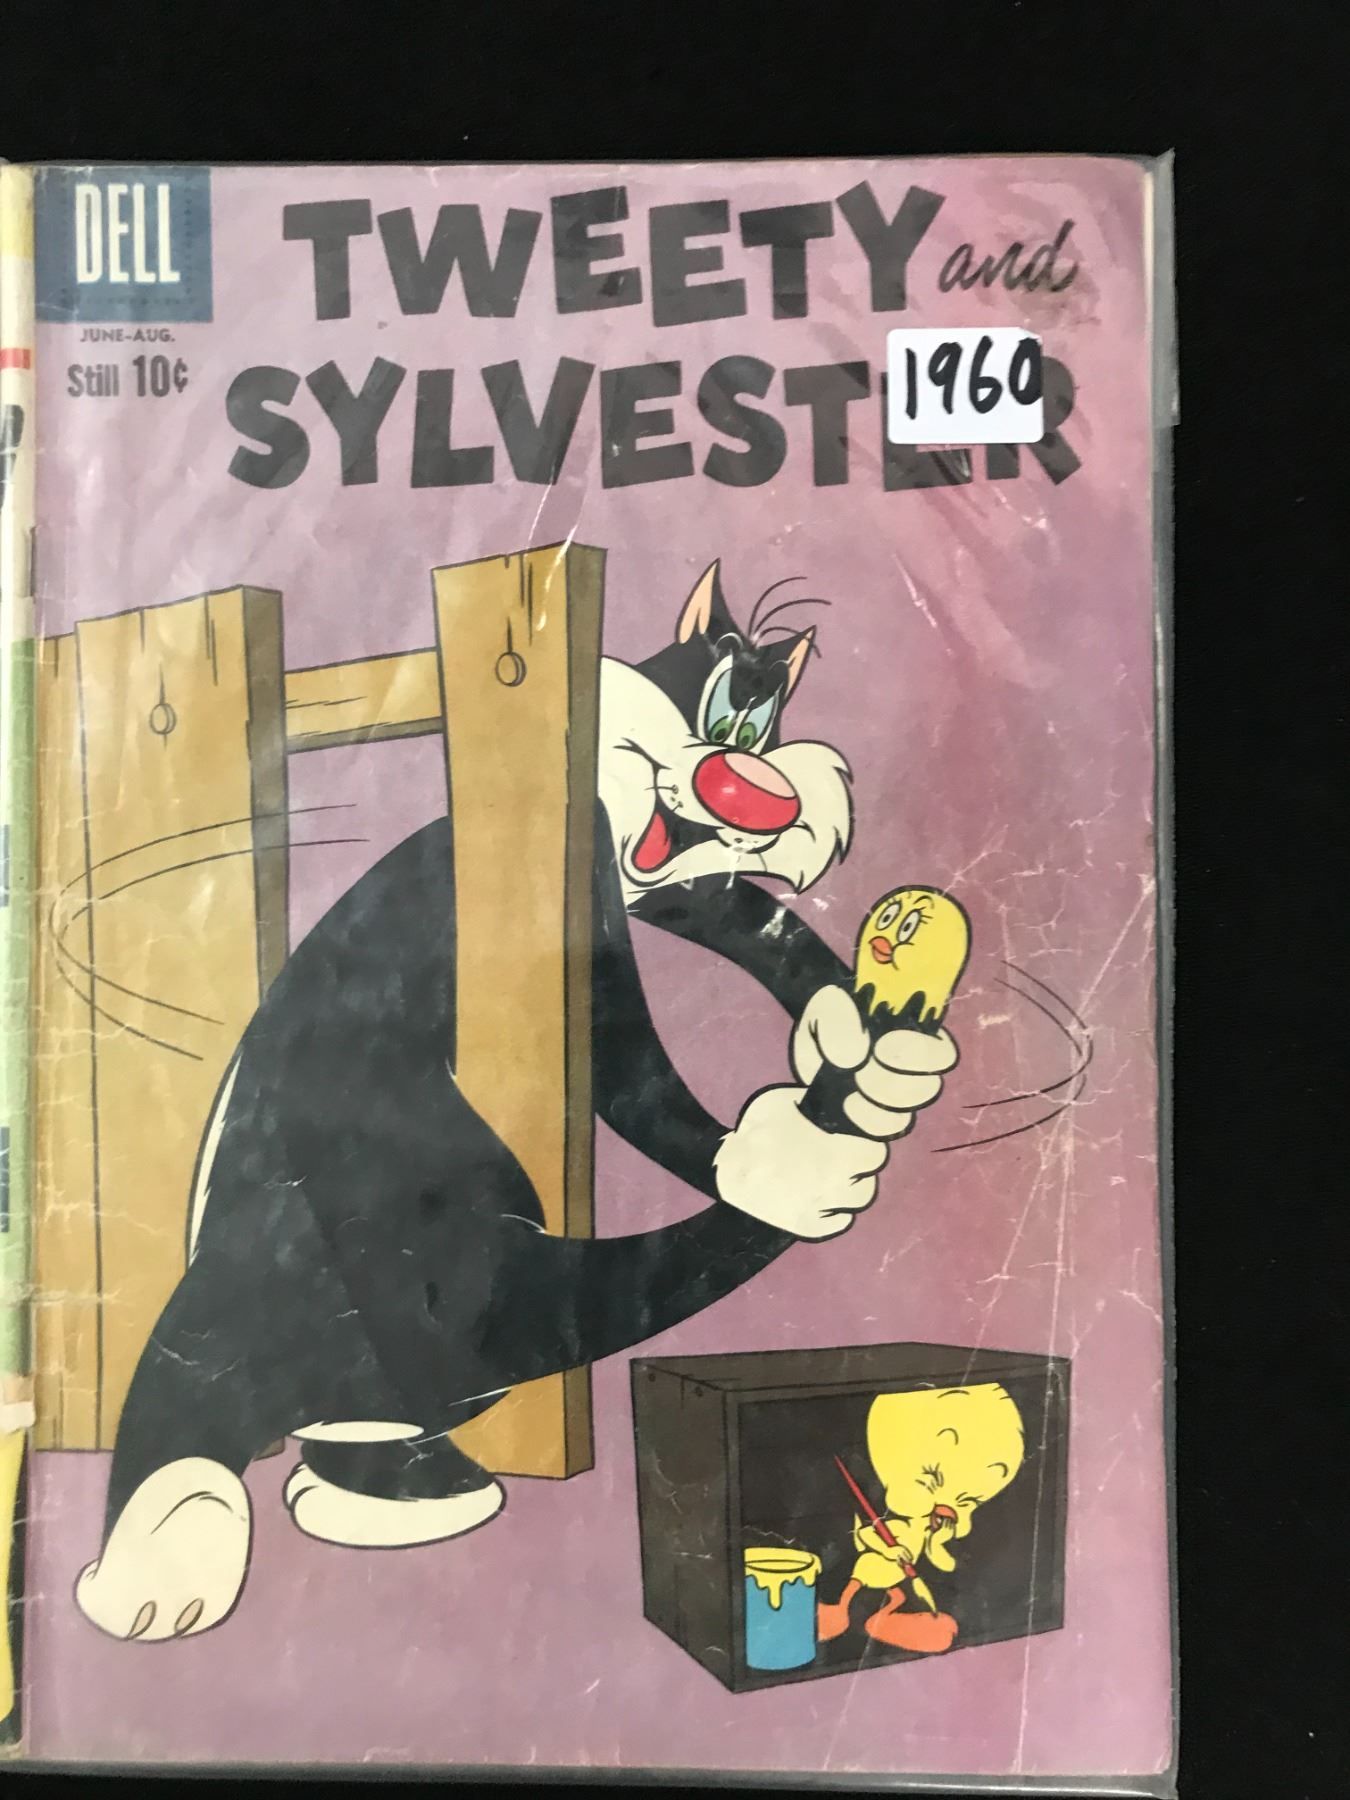 DELL
JUNE-AUG.
Still 10¢
TWEETY and
SYLVESTER
1960